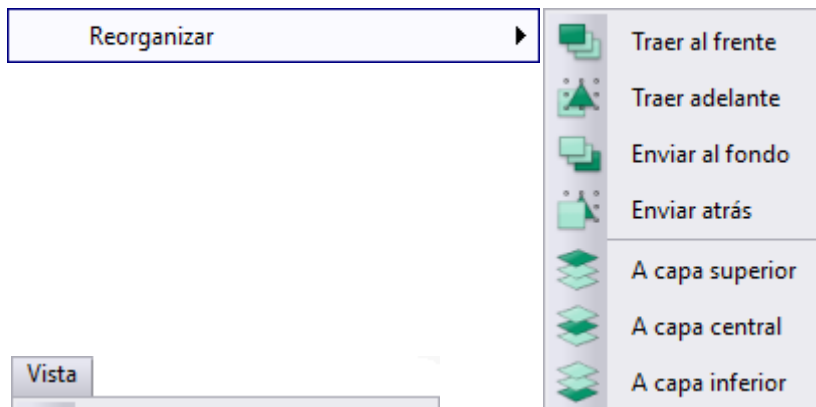 Reorganizar
Traer al frente
Traer adelante
Enviar al fondo
Enviar atrás
A capa superior
A capa central
A capa inferior
Vista